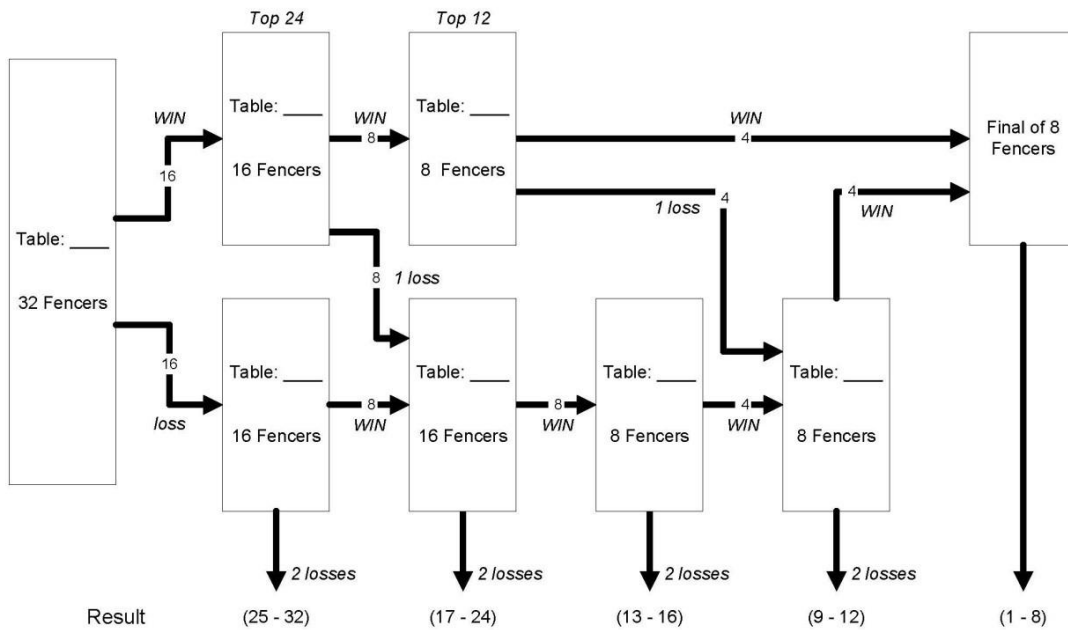 Top 24
Top 12
Table: ____
32 Fencers
WIN
16
16
loss
Table: ____
16 Fencers
WIN
8
Table: ____
8 Fencers
WIN
4
1 loss
4
4
WIN
Final of 8
Fencers
8
1 loss
Table: ____
16 Fencers
8
WIN
Table: ____
16 Fencers
8
WIN
Table: ____
8 Fencers
4
WIN
Table: ____
8 Fencers
2 losses
2 losses
2 losses
2 losses
Result
(25 - 32)
(17 - 24)
(13 - 16)
(9 - 12)
(1 - 8)